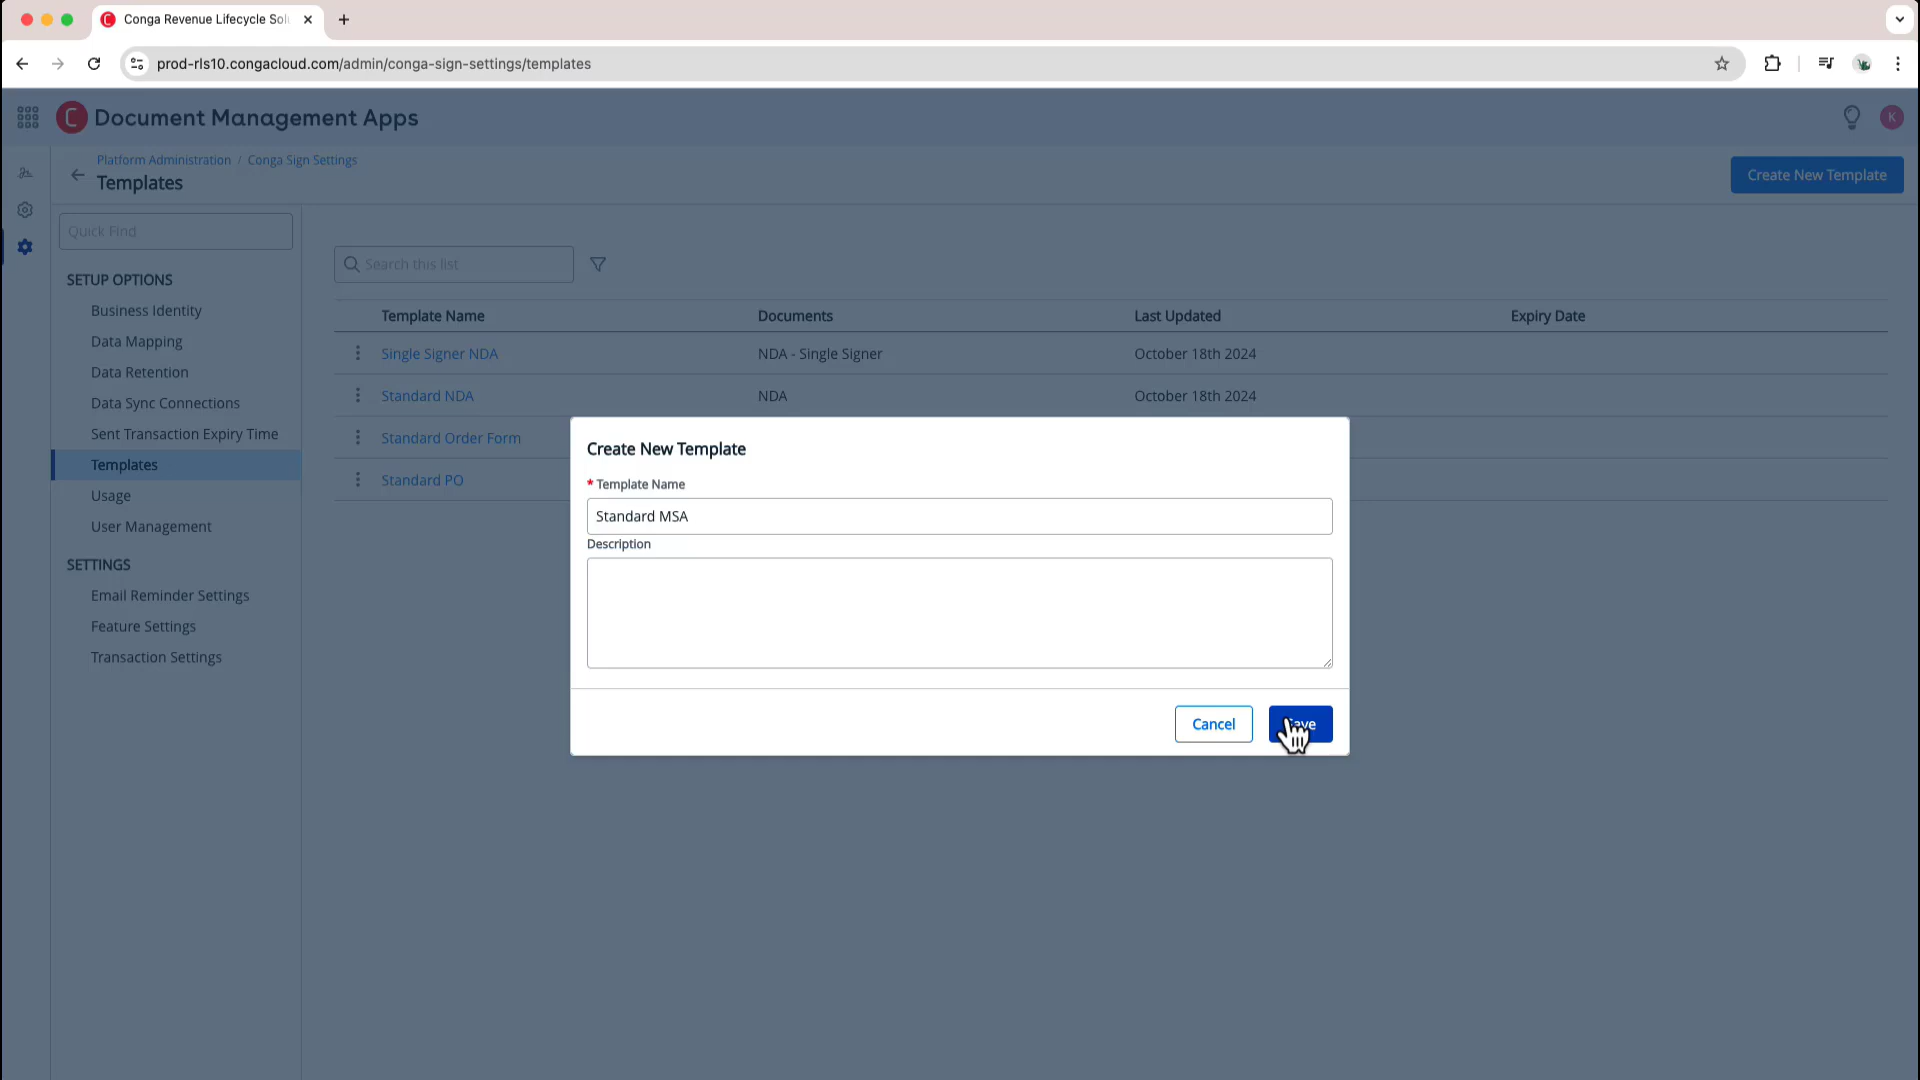 Conga Revenue Lifecycle Sol
prod-rls10.congacloud.com/admin/conga-sign-settings/templates
Document Management Apps
K
Platform Administration / Conga Sign Settings
Templates
Create New Template
Quick Find
SETUP OPTIONS
Business Identity
Data Mapping
Data Retention
Data Sync Connections
Sent Transaction Expiry Time
Templates
Usage
User Management
SETTINGS
Email Reminder Settings
Feature Settings
Transaction Settings
Search this list
Template Name Documents Last Updated Expiry Date
Single Signer NDA NDA - Single Signer October 18th 2024
Standard NDA NDA October 18th 2024
Standard Order Form
Standard PO
Create New Template
* Template Name
Standard MSA
Description
Cancel